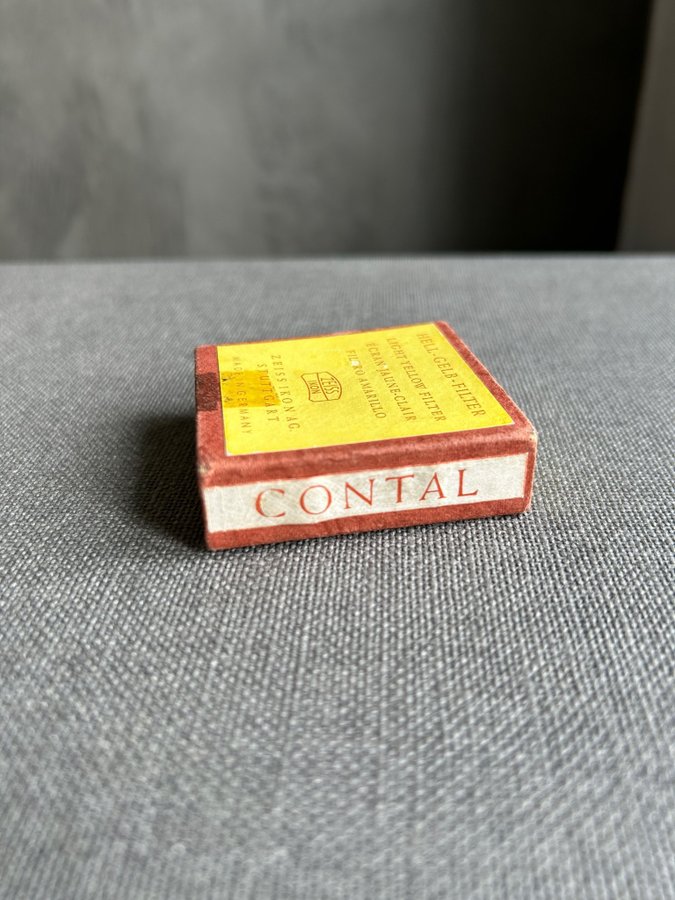 HELL-GELB-FILTER
LIGHT YELLOW FILTER
ECRAN JAUNE-CLAIR
FILTRO AMARILLO
ZEISS
IKON
ZEISS IKON AG.
STUTTGART
MADE IN GERMANY
CONTAL